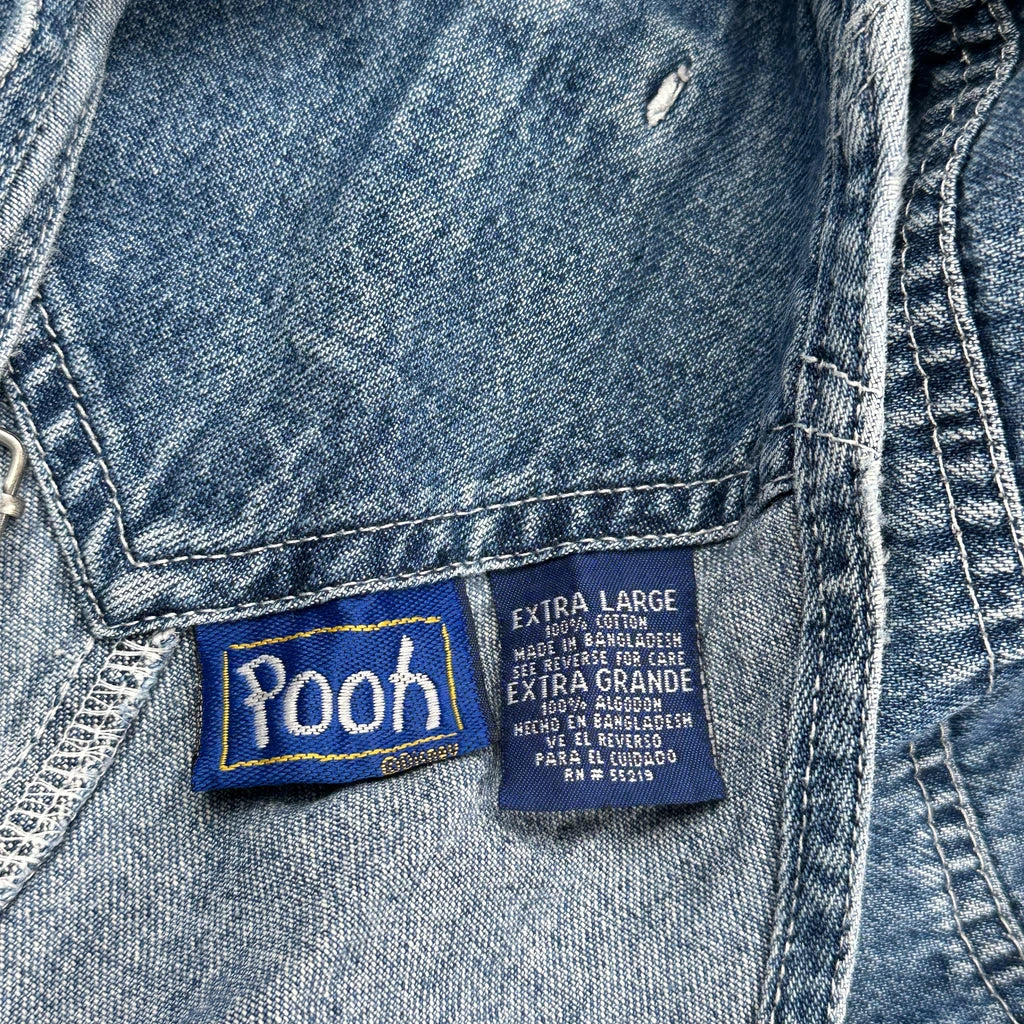 Pooh
©DISNEY
EXTRA LARGE
100% COTTON
MADE IN BANGLADESH
SEE REVERSE FOR CARE
EXTRA GRANDE
100% ALGODON
HECHO EN BANGLADESH
VE EL REVERSO
PARA EL CUIDADO
RN # 55219